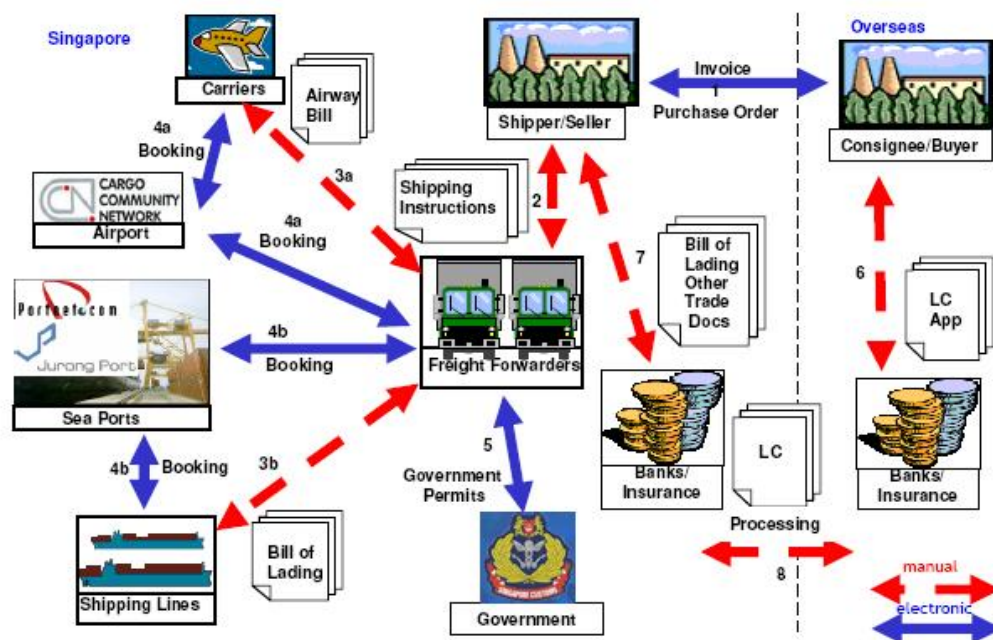 Singapore
Overseas
Carriers
Airway
Bill
Shipper/Seller
Invoice
1
Purchase Order
Consignee/Buyer
4a
Booking
3a
CARGO
COMMUNITY
NETWORK
Airport
4a
Booking
Shipping
Instructions
2
7
Bill of
Lading
Other
Trade
Docs
6
LC
App
Portnet.com
Jurong Port
Sea Ports
4b
Booking
Freight Forwarders
4b
Booking
3b
5
Government
Permits
Banks/
Insurance
LC
Processing
8
Banks/
Insurance
Bill of
Lading
Shipping Lines
SINGAPORE CUSTOMS
Government
manual
electronic